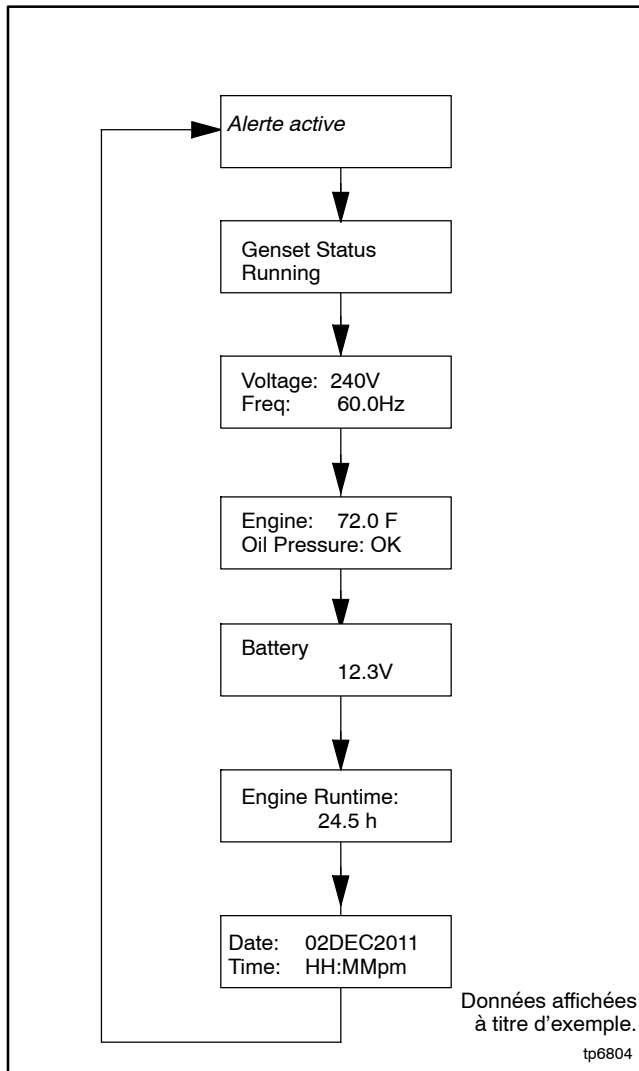 Alerte active
Genset Status
Running
Voltage: 240V
Freq: 60.0Hz
Engine: 72.0 F
Oil Pressure: OK
Battery
12.3V
Engine Runtime:
24.5 h
Date: 02DEC2011
Time: HH:MMpm
Données affichées
à titre d'exemple.
tp6804